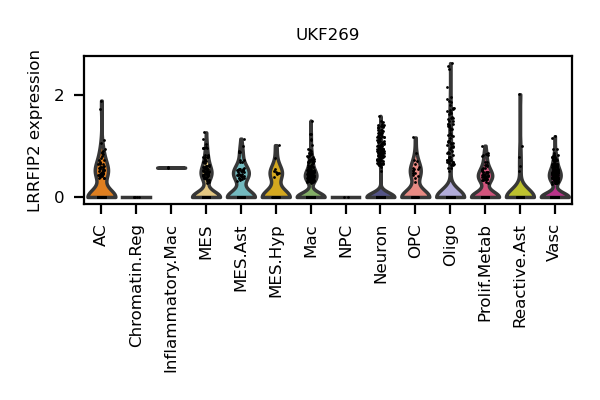 UKF269
LRRFIP2 expression
2
0
AC
Chromatin.Reg
Inflammatory.Mac
MES
MES.Ast
MES.Hyp
Mac
NPC
Neuron
OPC
Oligo
Prolif.Metab
Reactive.Ast
Vasc